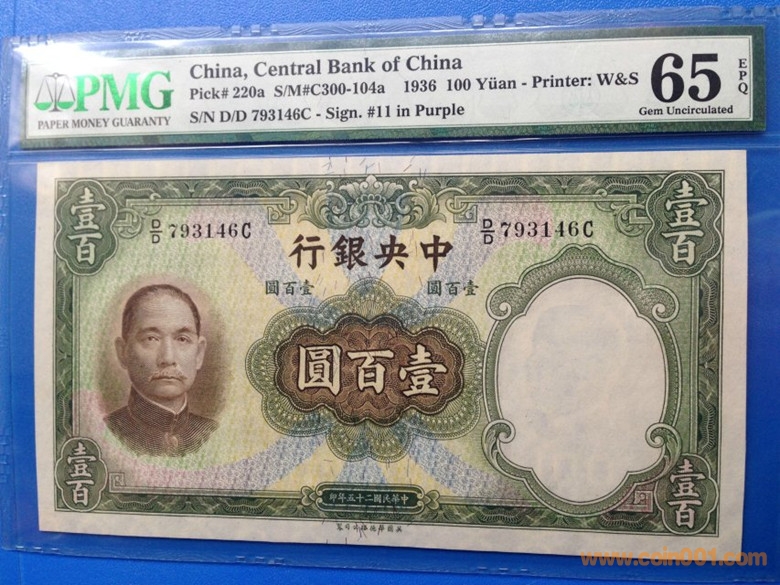 PMG
PAPER MONEY GUARANTY
China, Central Bank of China
Pick# 220a S/M#C300-104a 1936 100 Yüan - Printer: W&S
S/N D/D 793146C - Sign. #11 in Purple
65 EPQ
Gem Uncirculated
壹百
壹百
D/D 793146C
D/D 793146C
行銀央中
圓百壹
圓百壹
圓百壹
壹百
壹百
印年五十二國民華中
www.coin001.com